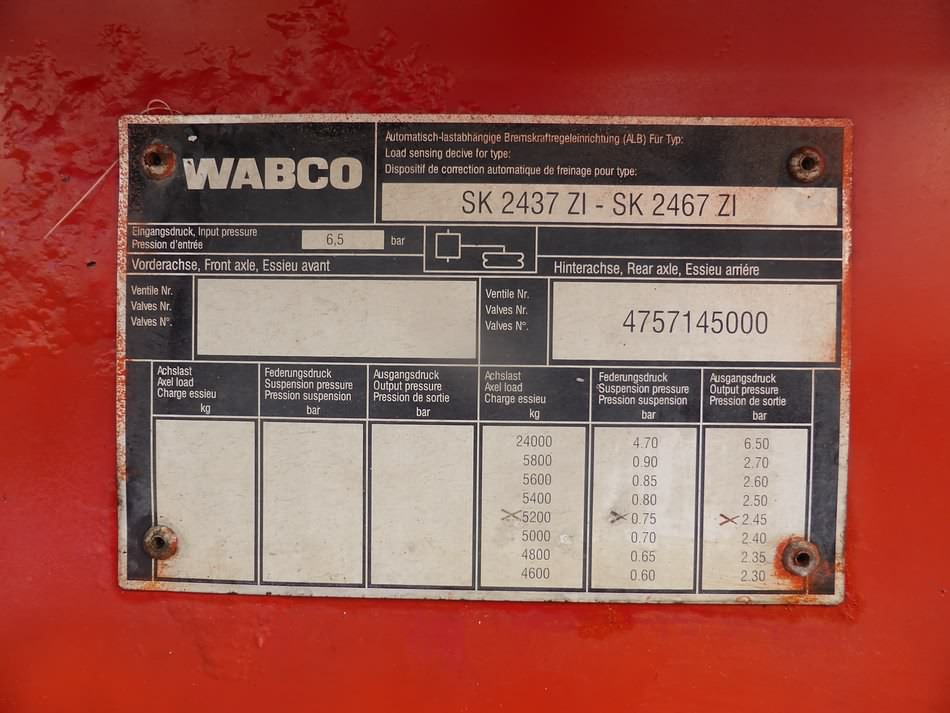 WABCO
Automatisch-lastabhängige Bremskraftregeleinrichtung (ALB) Für Typ:
Load sensing decive for type:
Dispositif de correction automatique de freinage pour type:
SK 2437 ZI - SK 2467 ZI
Eingangsdruck, Input pressure
Pression d'entrée
6,5 bar
Vorderachse, Front axle, Essieu avant
Hinterachse, Rear axle, Essieu arriére
Ventile Nr.
Valves Nr.
Valves N°.
Ventile Nr.
Valves Nr.
Valves N°.
4757145000
Achslast
Axel load
Charge essieu
kg
Federungsdruck
Suspension pressure
Pression suspension
bar
Ausgangsdruck
Output pressure
Pression de sortie
bar
Achslast
Axel load
Charge essieu
kg
Federungsdruck
Suspension pressure
Pression suspension
bar
Ausgangsdruck
Output pressure
Pression de sortie
bar
24000 4.70 6.50
5800 0.90 2.70
5600 0.85 2.60
5400 0.80 2.50
x 5200 x 0.75 x 2.45
5000 0.70 2.40
4800 0.65 2.35
4600 0.60 2.30